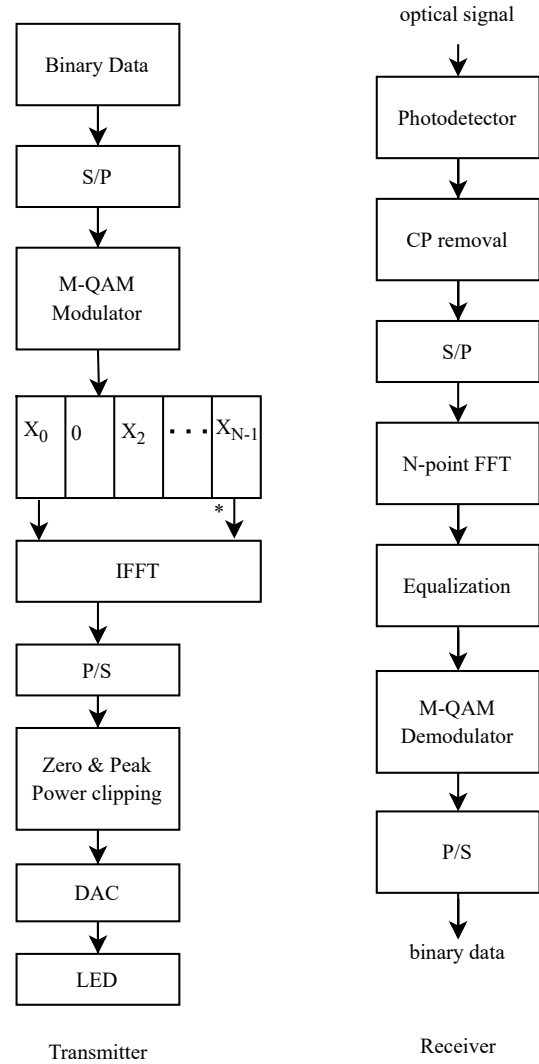 Binary Data
S/P
M-QAM
Modulator
X0 0 X2 ... XN-1
*
IFFT
P/S
Zero & Peak
Power clipping
DAC
LED
Transmitter
optical signal
Photodetector
CP removal
S/P
N-point FFT
Equalization
M-QAM
Demodulator
P/S
binary data
Receiver